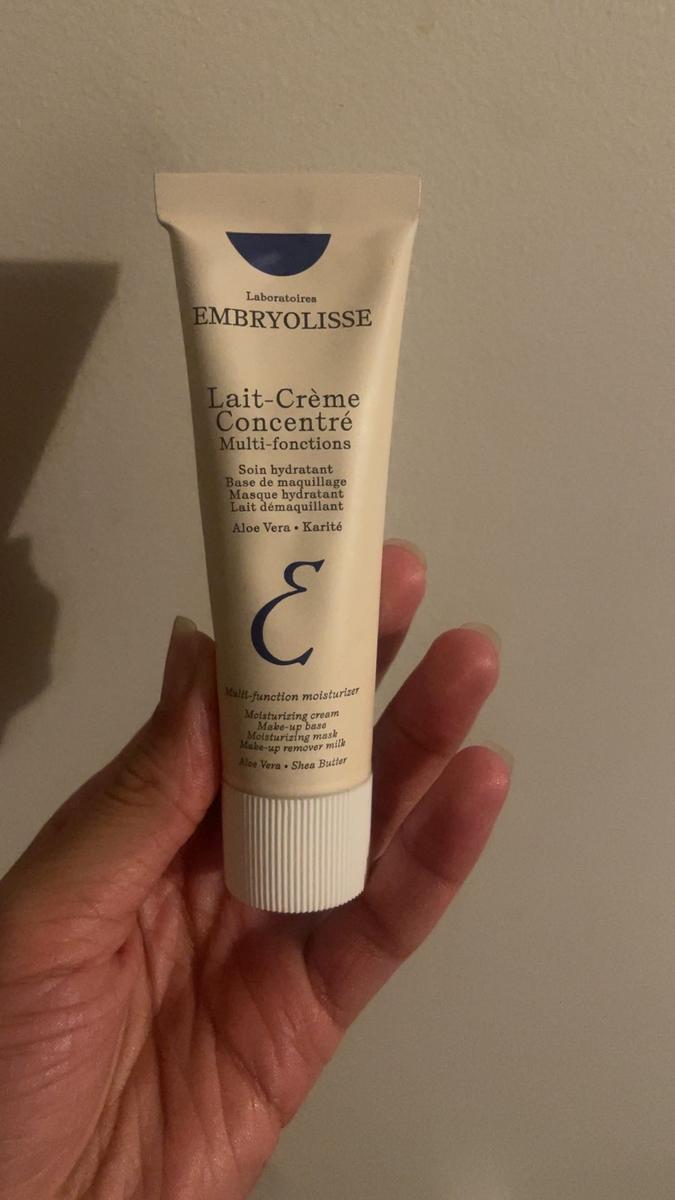 Laboratoires
EMBRYOLISSE
Lait-Crème
Concentré
Multi-fonctions
Soin hydratant
Base de maquillage
Masque hydratant
Lait démaquillant
Aloe Vera • Karité
E
Multi-function moisturizer
Moisturizing cream
Make-up base
Moisturizing mask
Make-up remover milk
Aloe Vera • Shea Butter